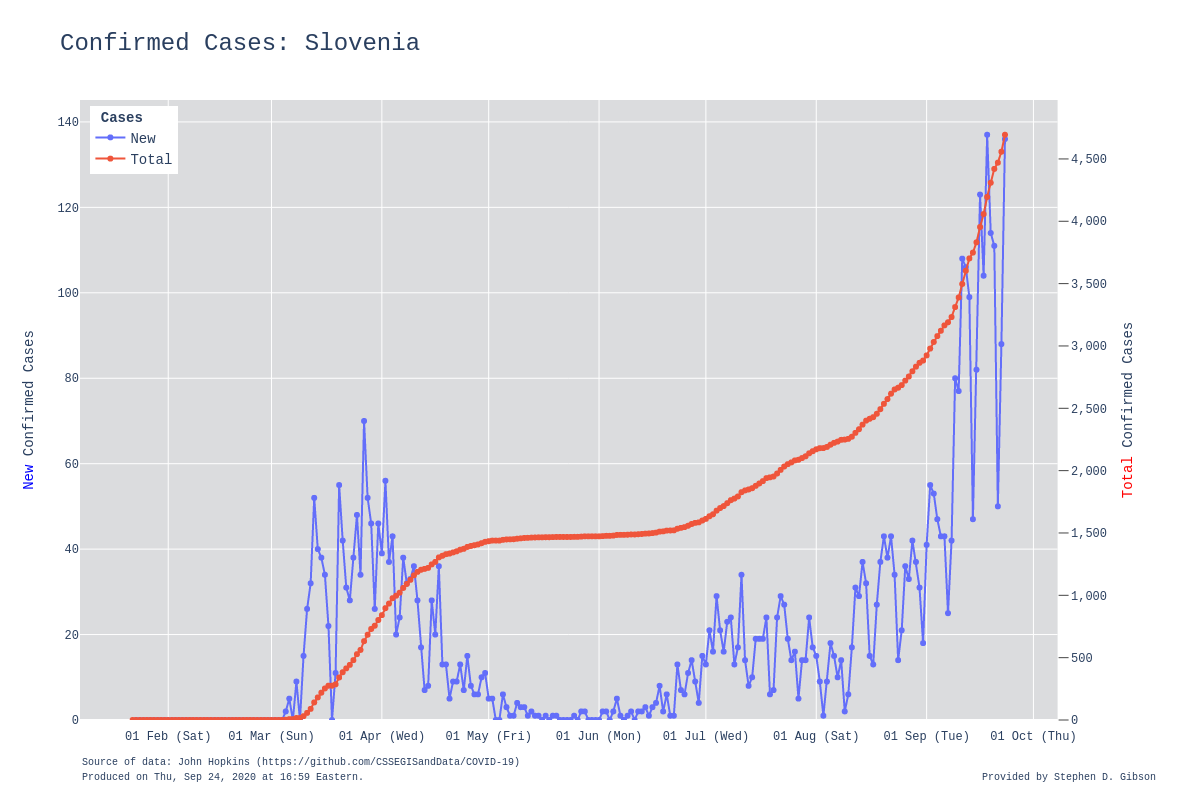 Confirmed Cases: Slovenia
Cases
New
Total
140
120
100
80
60
40
20
0
4,500
4,000
3,500
3,000
2,500
2,000
1,500
1,000
500
0
New Confirmed Cases
Total Confirmed Cases
01 Feb (Sat) 01 Mar (Sun) 01 Apr (Wed) 01 May (Fri) 01 Jun (Mon) 01 Jul (Wed) 01 Aug (Sat) 01 Sep (Tue) 01 Oct (Thu)
Source of data: John Hopkins (https://github.com/CSSEGISandData/COVID-19)
Produced on Thu, Sep 24, 2020 at 16:59 Eastern.
Provided by Stephen D. Gibson